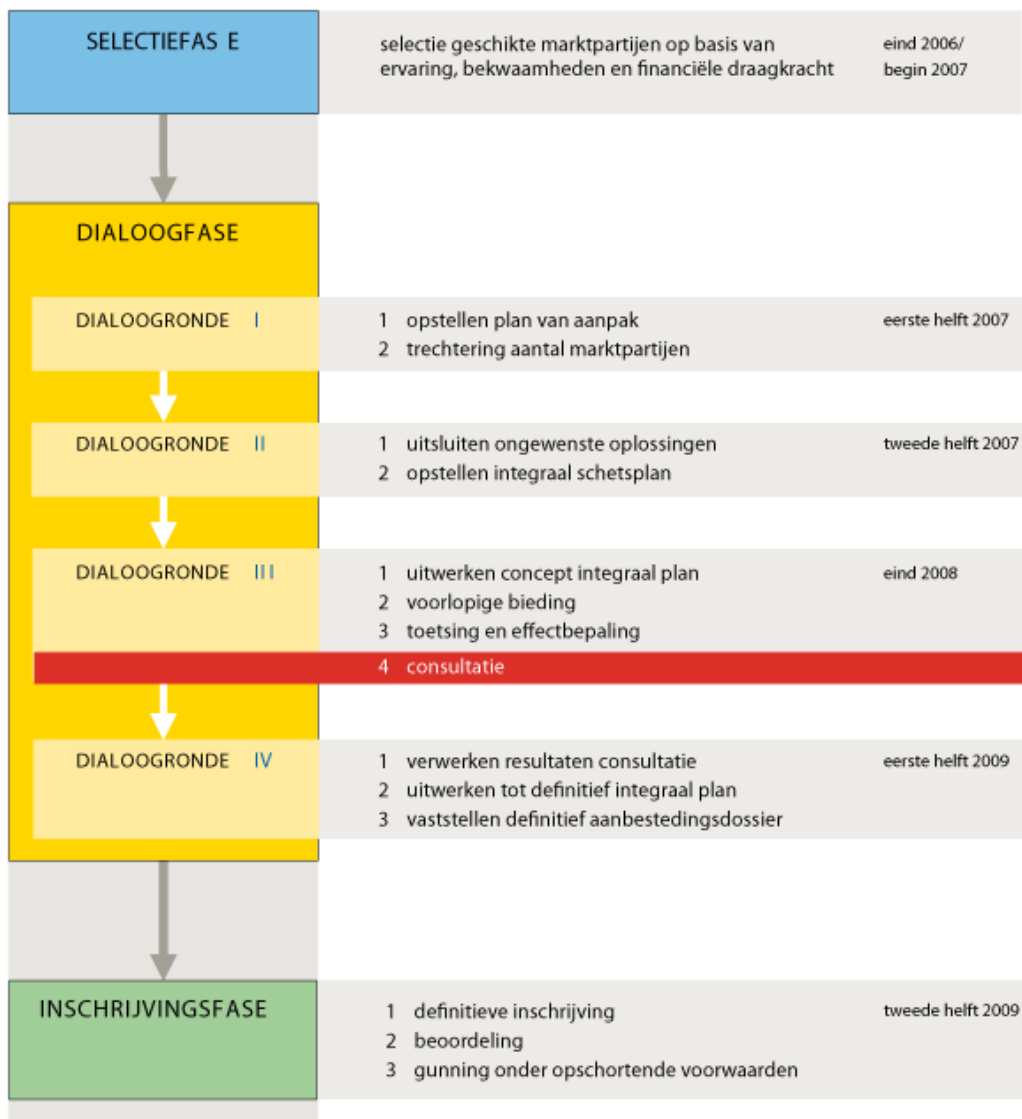 SELECTIEFAS E
selectie geschikte marktpartijen op basis van
ervaring, bekwaamheden en financiële draagkracht
eind 2006/
begin 2007
DIALOOGFASE
DIALOOGRONDE I
1 opstellen plan van aanpak
2 trechtering aantal marktpartijen
eerste helft 2007
DIALOOGRONDE II
1 uitsluiten ongewenste oplossingen
2 opstellen integraal schetsplan
tweede helft 2007
DIALOOGRONDE III
1 uitwerken concept integraal plan
2 voorlopige bieding
3 toetsing en effectbepaling
4 consultatie
eind 2008
DIALOOGRONDE IV
1 verwerken resultaten consultatie
2 uitwerken tot definitief integraal plan
3 vaststellen definitief aanbestedingsdossier
eerste helft 2009
INSCHRIJVINGSFASE
1 definitieve inschrijving
2 beoordeling
3 gunning onder opschortende voorwaarden
tweede helft 2009